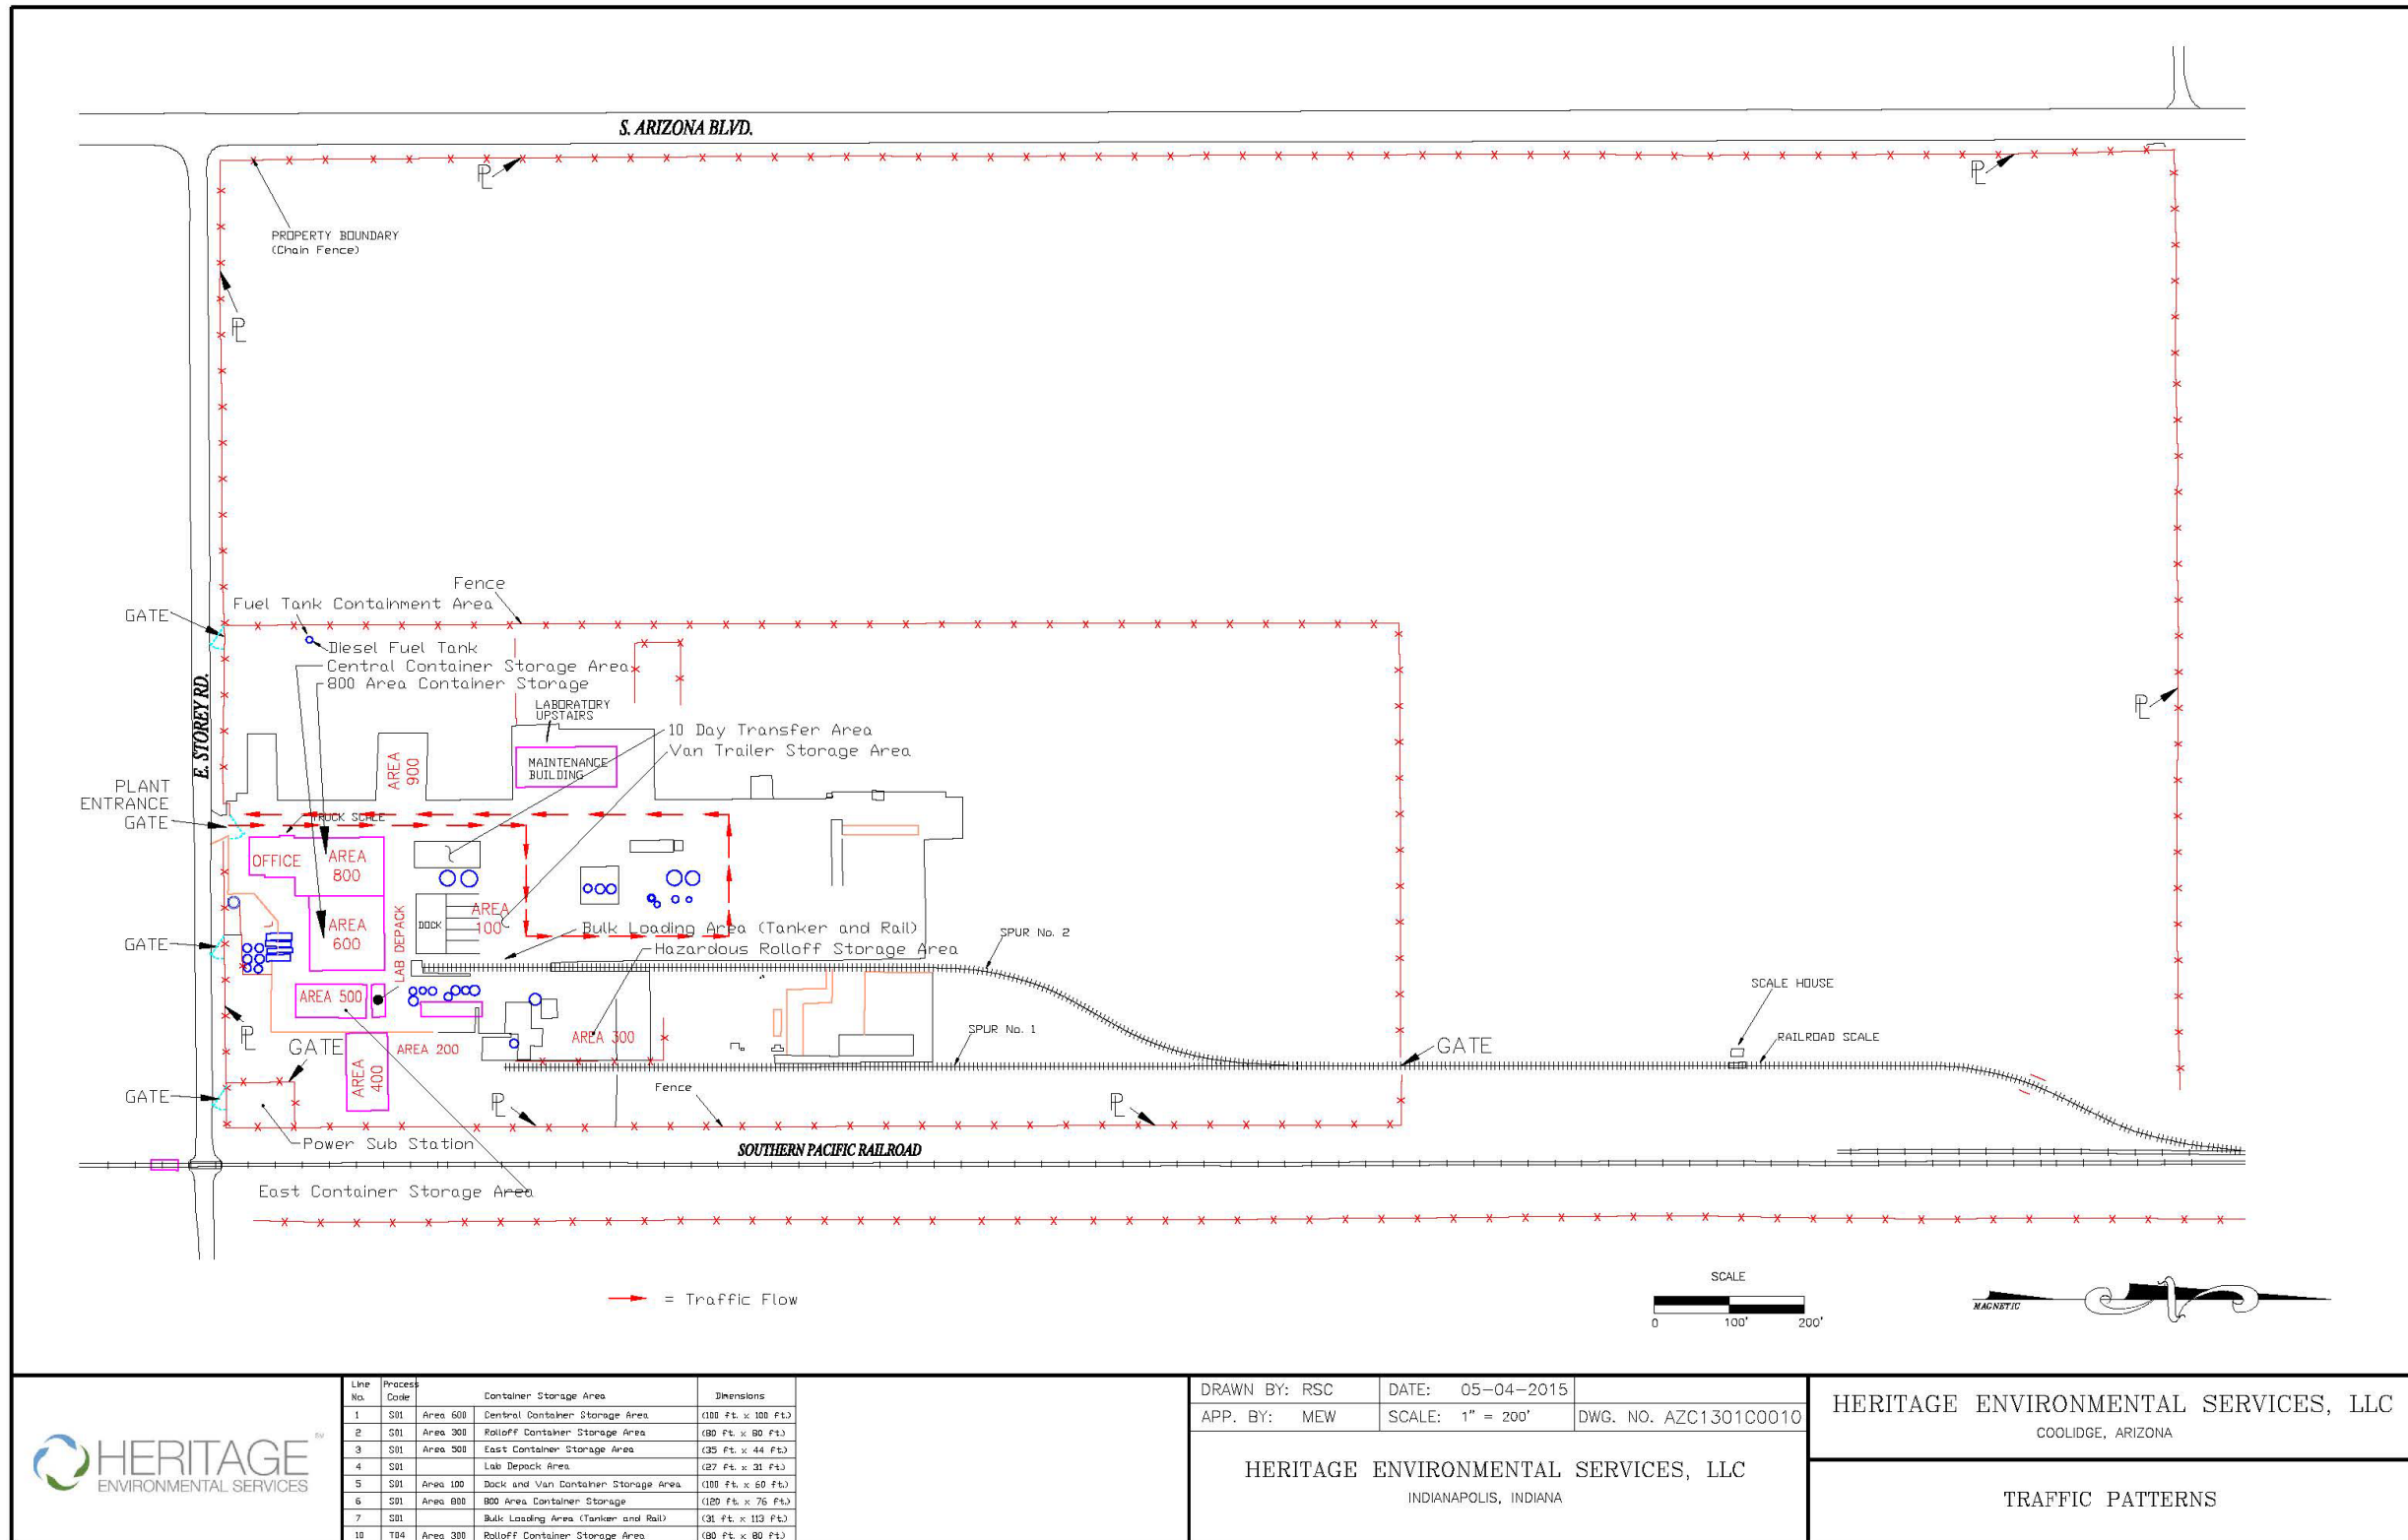 S. ARIZONA BLVD.
PL
PL
PROPERTY BOUNDARY
(Chain Fence)
PL
Fence
GATE
Fuel Tank Containment Area
Diesel Fuel Tank
Central Container Storage Area
800 Area Container Storage
E. STOREY RD.
PL
LABORATORY
UPSTAIRS
10 Day Transfer Area
Van Trailer Storage Area
AREA
900
MAINTENANCE
BUILDING
PLANT
ENTRANCE
GATE
TRUCK SCALE
OFFICE
AREA
800
AREA
600
LAB DEPACK
DOCK
AREA
100
GATE
Bulk Loading Area (Tanker and Rail)
Hazardous Rolloff Storage Area
SPUR No. 2
SCALE HOUSE
AREA 500
PL
GATE
AREA 200
AREA 300
SPUR No. 1
GATE
RAILROAD SCALE
AREA
400
Fence
GATE
PL
PL
Power Sub Station
SOUTHERN PACIFIC RAILROAD
East Container Storage Area
= Traffic Flow
SCALE
0 100' 200'
MAGNETIC
N
HERITAGE SM
ENVIRONMENTAL SERVICES
Line No. Process Code Container Storage Area Dimensions
1 S01 Area 600 Central Container Storage Area (100 ft. x 100 ft.)
2 S01 Area 300 Rolloff Container Storage Area (80 ft. x 80 ft.)
3 S01 Area 500 East Container Storage Area (35 ft. x 44 ft.)
4 S01 Lab Depack Area (27 ft. x 31 ft.)
5 S01 Area 100 Dock and Van Container Storage Area (100 ft. x 60 ft.)
6 S01 Area 800 800 Area Container Storage (120 ft. x 76 ft.)
7 S01 Bulk Loading Area (Tanker and Rail) (31 ft. x 113 ft.)
10 T04 Area 300 Rolloff Container Storage Area (80 ft. x 80 ft.)
DRAWN BY: RSC DATE: 05-04-2015
APP. BY: MEW SCALE: 1" = 200' DWG. NO. AZC1301C0010
HERITAGE ENVIRONMENTAL SERVICES, LLC
INDIANAPOLIS, INDIANA
HERITAGE ENVIRONMENTAL SERVICES, LLC
COOLIDGE, ARIZONA
TRAFFIC PATTERNS